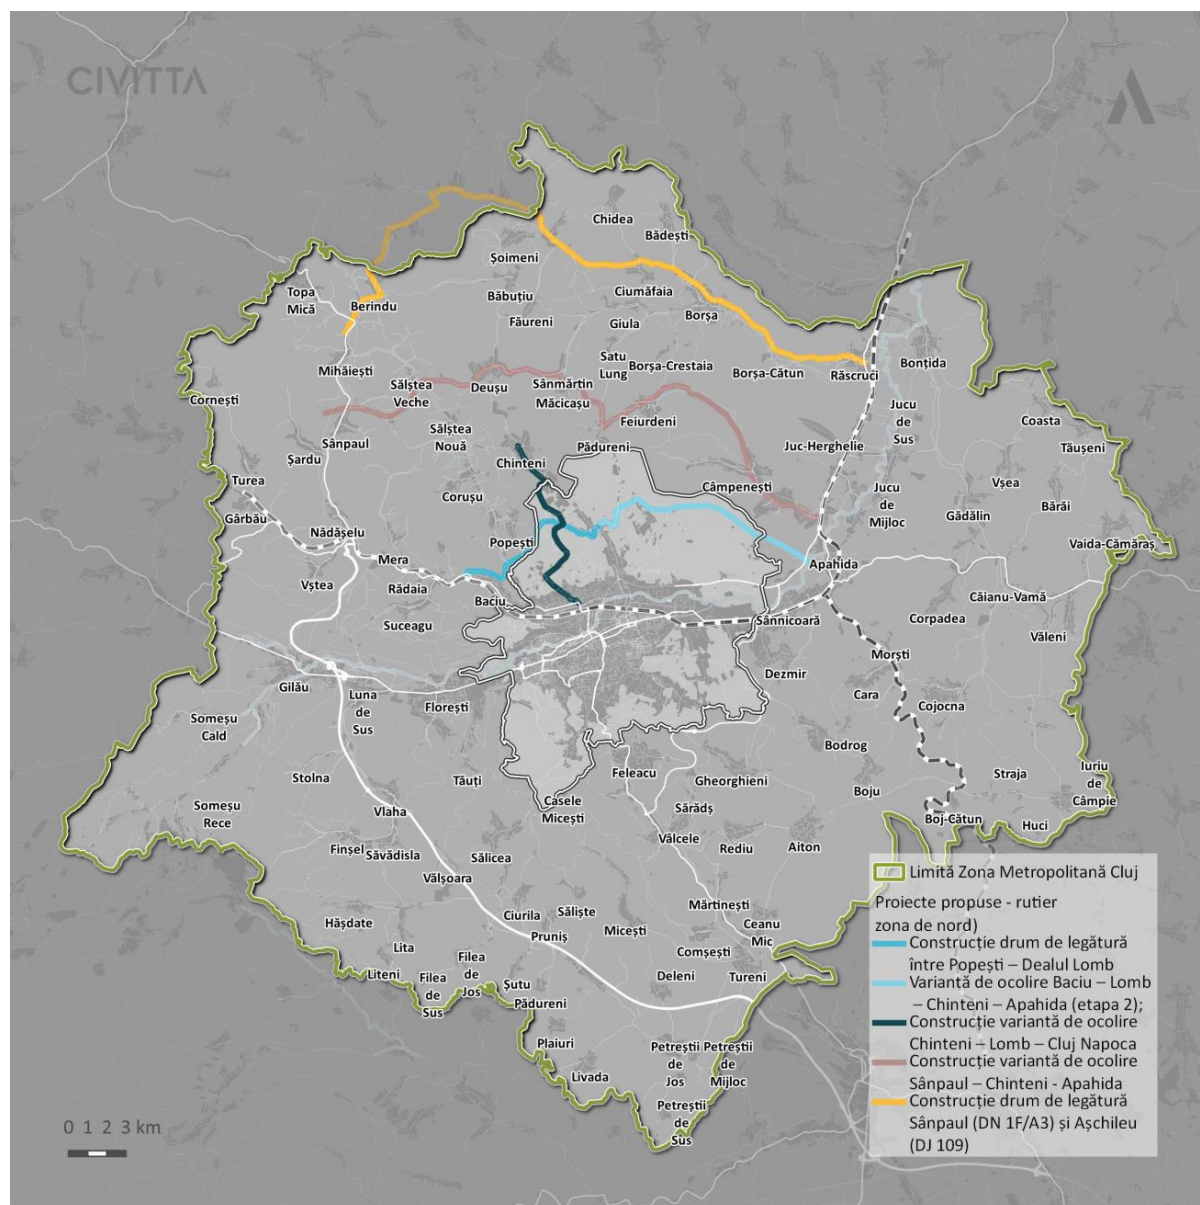 CIVITTA
Chidea
Bădești
Șoimeni
Topa
Mică
Berindu
Băbuțiu
Ciumăfaia
Făureni
Giula
Borșa
Mihăiești
Satu
Lung
Borșa-Crestaia
Borșa-Cătun
Răscruci
Bonțida
Cornești
Sălștea
Veche
Deușu
Sânmărtin
Măcicașu
Feiurdeni
Jucu
de
Sus
Coasta
Tăușeni
Sânpaul
Șardu
Sălștea
Nouă
Pădureni
Juc-Herghelie
Turea
Chinteni
Câmpenești
Vșea
Corușu
Jucu
de
Mijloc
Bărăi
Gârbău
Gădălin
Nădășelu
Popești
Vaida-Cămăraș
Mera
Apahida
Vștea
Rădaia
Baciu
Căianu-Vamă
Suceagu
Sânnicoară
Corpadea
Văleni
Morști
Dezmir
Gilău
Luna
de
Sus
Florești
Cara
Cojocna
Someșu
Cald
Bodrog
Stolna
Tăuți
Feleacu
Gheorghieni
Boju
Straja
Iuriu
de
Câmpie
Someșu
Rece
Vlaha
Casele
Micești
Sărădș
Boj-Cătun
Huci
Vâlcele
Finșel
Săvădisla
Sălicea
Rediu
Aiton
Vălșoara
Hășdate
Ciurila
Săliște
Mărtinești
Pruniș
Micești
Ceanu
Mic
Lita
Comșești
Liteni
Filea
de
Jos
Filea
de
Sus
Deleni
Tureni
Șutu
Pădureni
Plaiuri
Petreștii
de
Jos
Petreștii
de
Mijloc
Livada
Petreștii
de
Sus
Limită Zona Metropolitană Cluj
Proiecte propuse - rutier
zona de nord)
Construcție drum de legătură
între Popești – Dealul Lomb
Variantă de ocolire Baciu – Lomb
– Chinteni – Apahida (etapa 2);
Construcție variantă de ocolire
Chinteni – Lomb – Cluj Napoca
Construcție variantă de ocolire
Sânpaul – Chinteni - Apahida
Construcție drum de legătură
Sânpaul (DN 1F/A3) și Așchileu
(DJ 109)
0 1 2 3 km